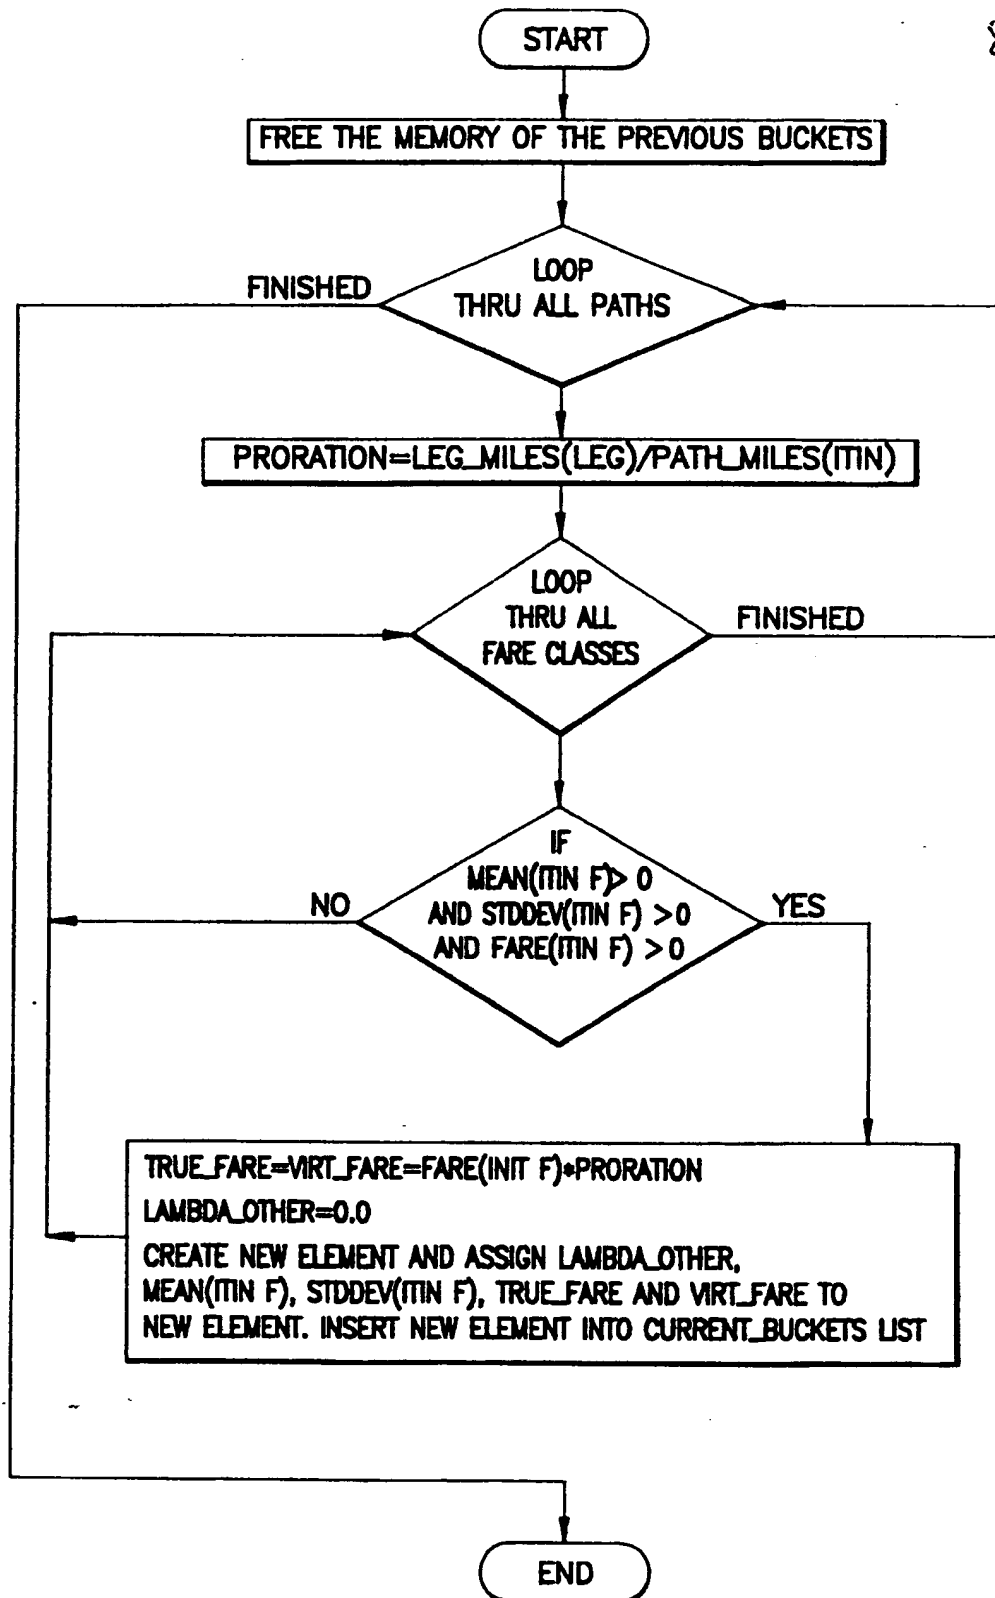 START
FREE THE MEMORY OF THE PREVIOUS BUCKETS
FINISHED
LOOP
THRU ALL PATHS
PRORATION=LEG_MILES(LEG)/PATH_MILES(ITIN)
LOOP
THRU ALL
FARE CLASSES
FINISHED
IF
MEAN(ITIN F)> 0
AND STDDEV(ITIN F) >0
AND FARE(ITIN F) >0
NO
YES
TRUE_FARE=VIRT_FARE=FARE(INIT F)*PRORATION
LAMBDA_OTHER=0.0
CREATE NEW ELEMENT AND ASSIGN LAMBDA_OTHER,
MEAN(ITIN F), STDDEV(ITIN F), TRUE_FARE AND VIRT_FARE TO
NEW ELEMENT. INSERT NEW ELEMENT INTO CURRENT_BUCKETS LIST
END